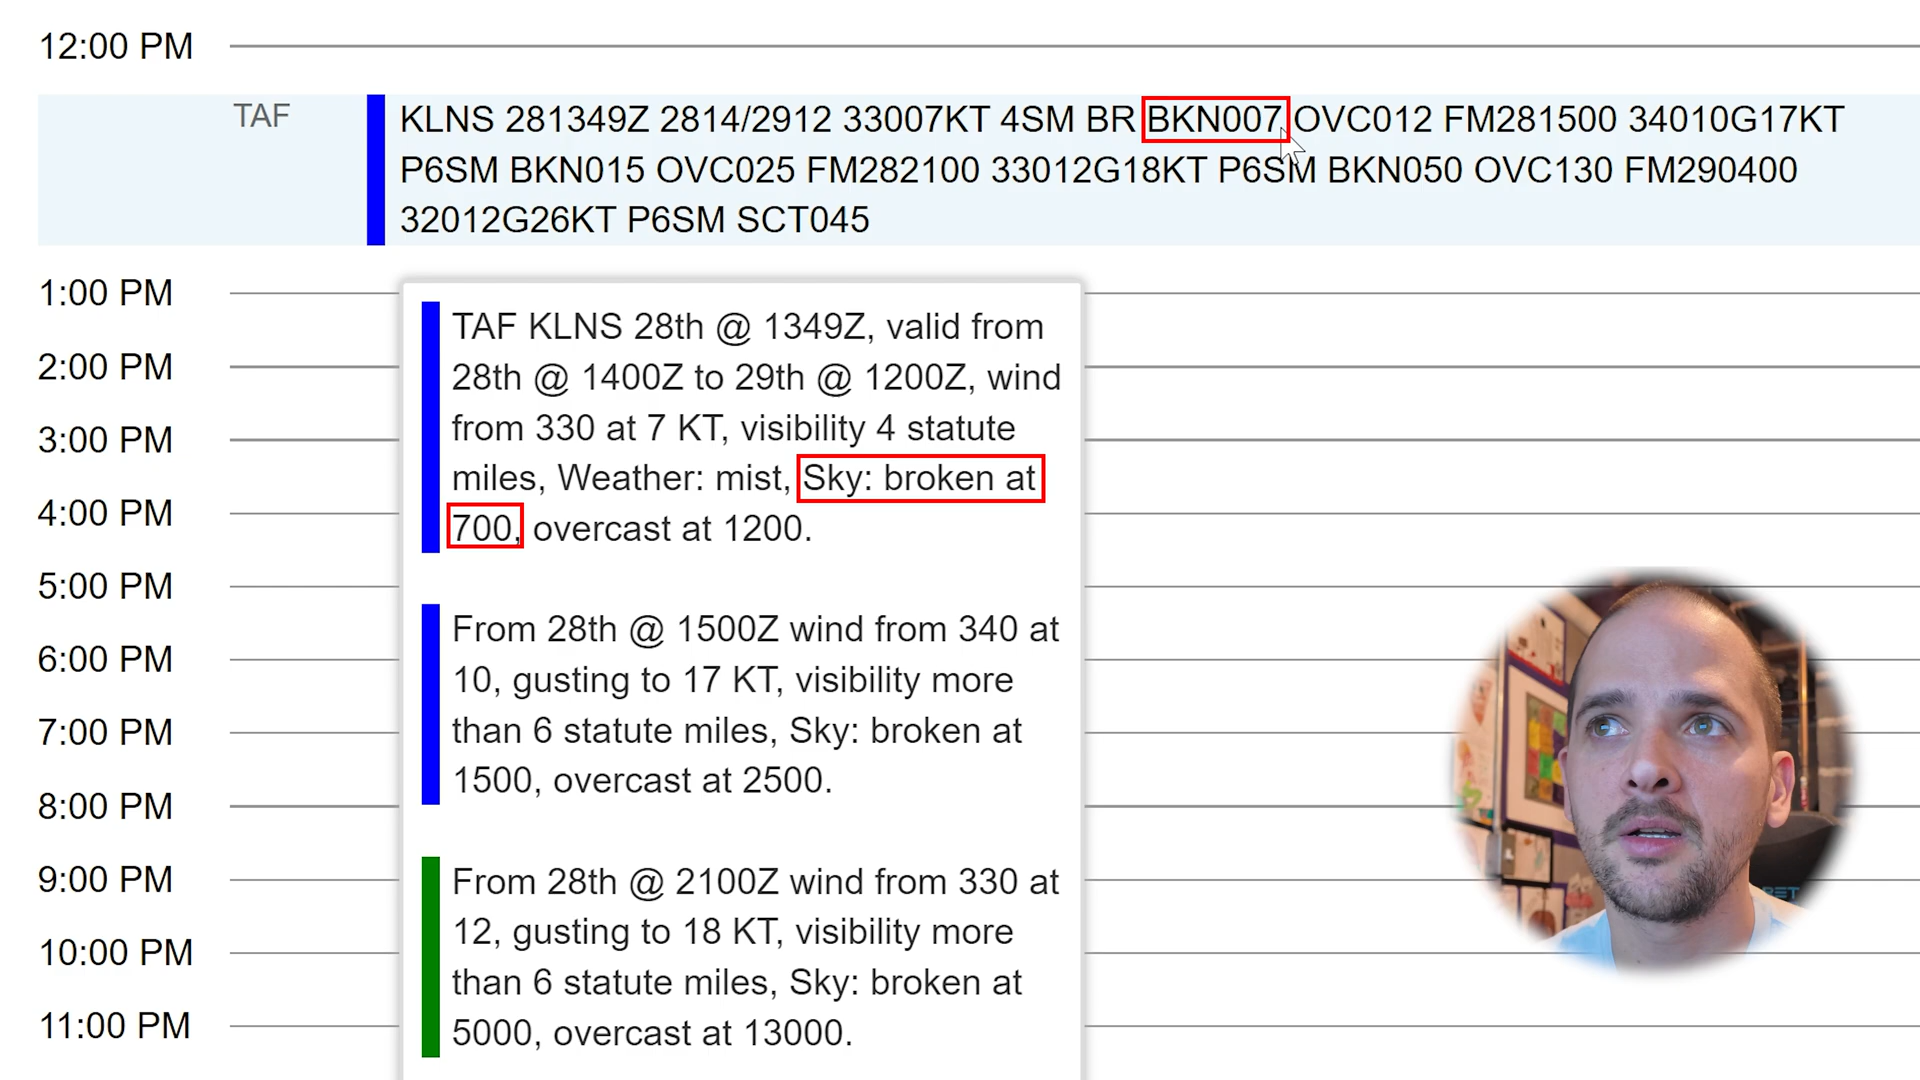 12:00 PM
TAF
KLNS 281349Z 2814/2912 33007KT 4SM BR BKN007 OVC012 FM281500 34010G17KT
P6SM BKN015 OVC025 FM282100 33012G18KT P6SM BKN050 OVC130 FM290400
32012G26KT P6SM SCT045
1:00 PM
2:00 PM
3:00 PM
4:00 PM
5:00 PM
6:00 PM
7:00 PM
8:00 PM
9:00 PM
10:00 PM
11:00 PM
TAF KLNS 28th @ 1349Z, valid from
28th @ 1400Z to 29th @ 1200Z, wind
from 330 at 7 KT, visibility 4 statute
miles, Weather: mist, Sky: broken at
700, overcast at 1200.
From 28th @ 1500Z wind from 340 at
10, gusting to 17 KT, visibility more
than 6 statute miles, Sky: broken at
1500, overcast at 2500.
From 28th @ 2100Z wind from 330 at
12, gusting to 18 KT, visibility more
than 6 statute miles, Sky: broken at
5000, overcast at 13000.